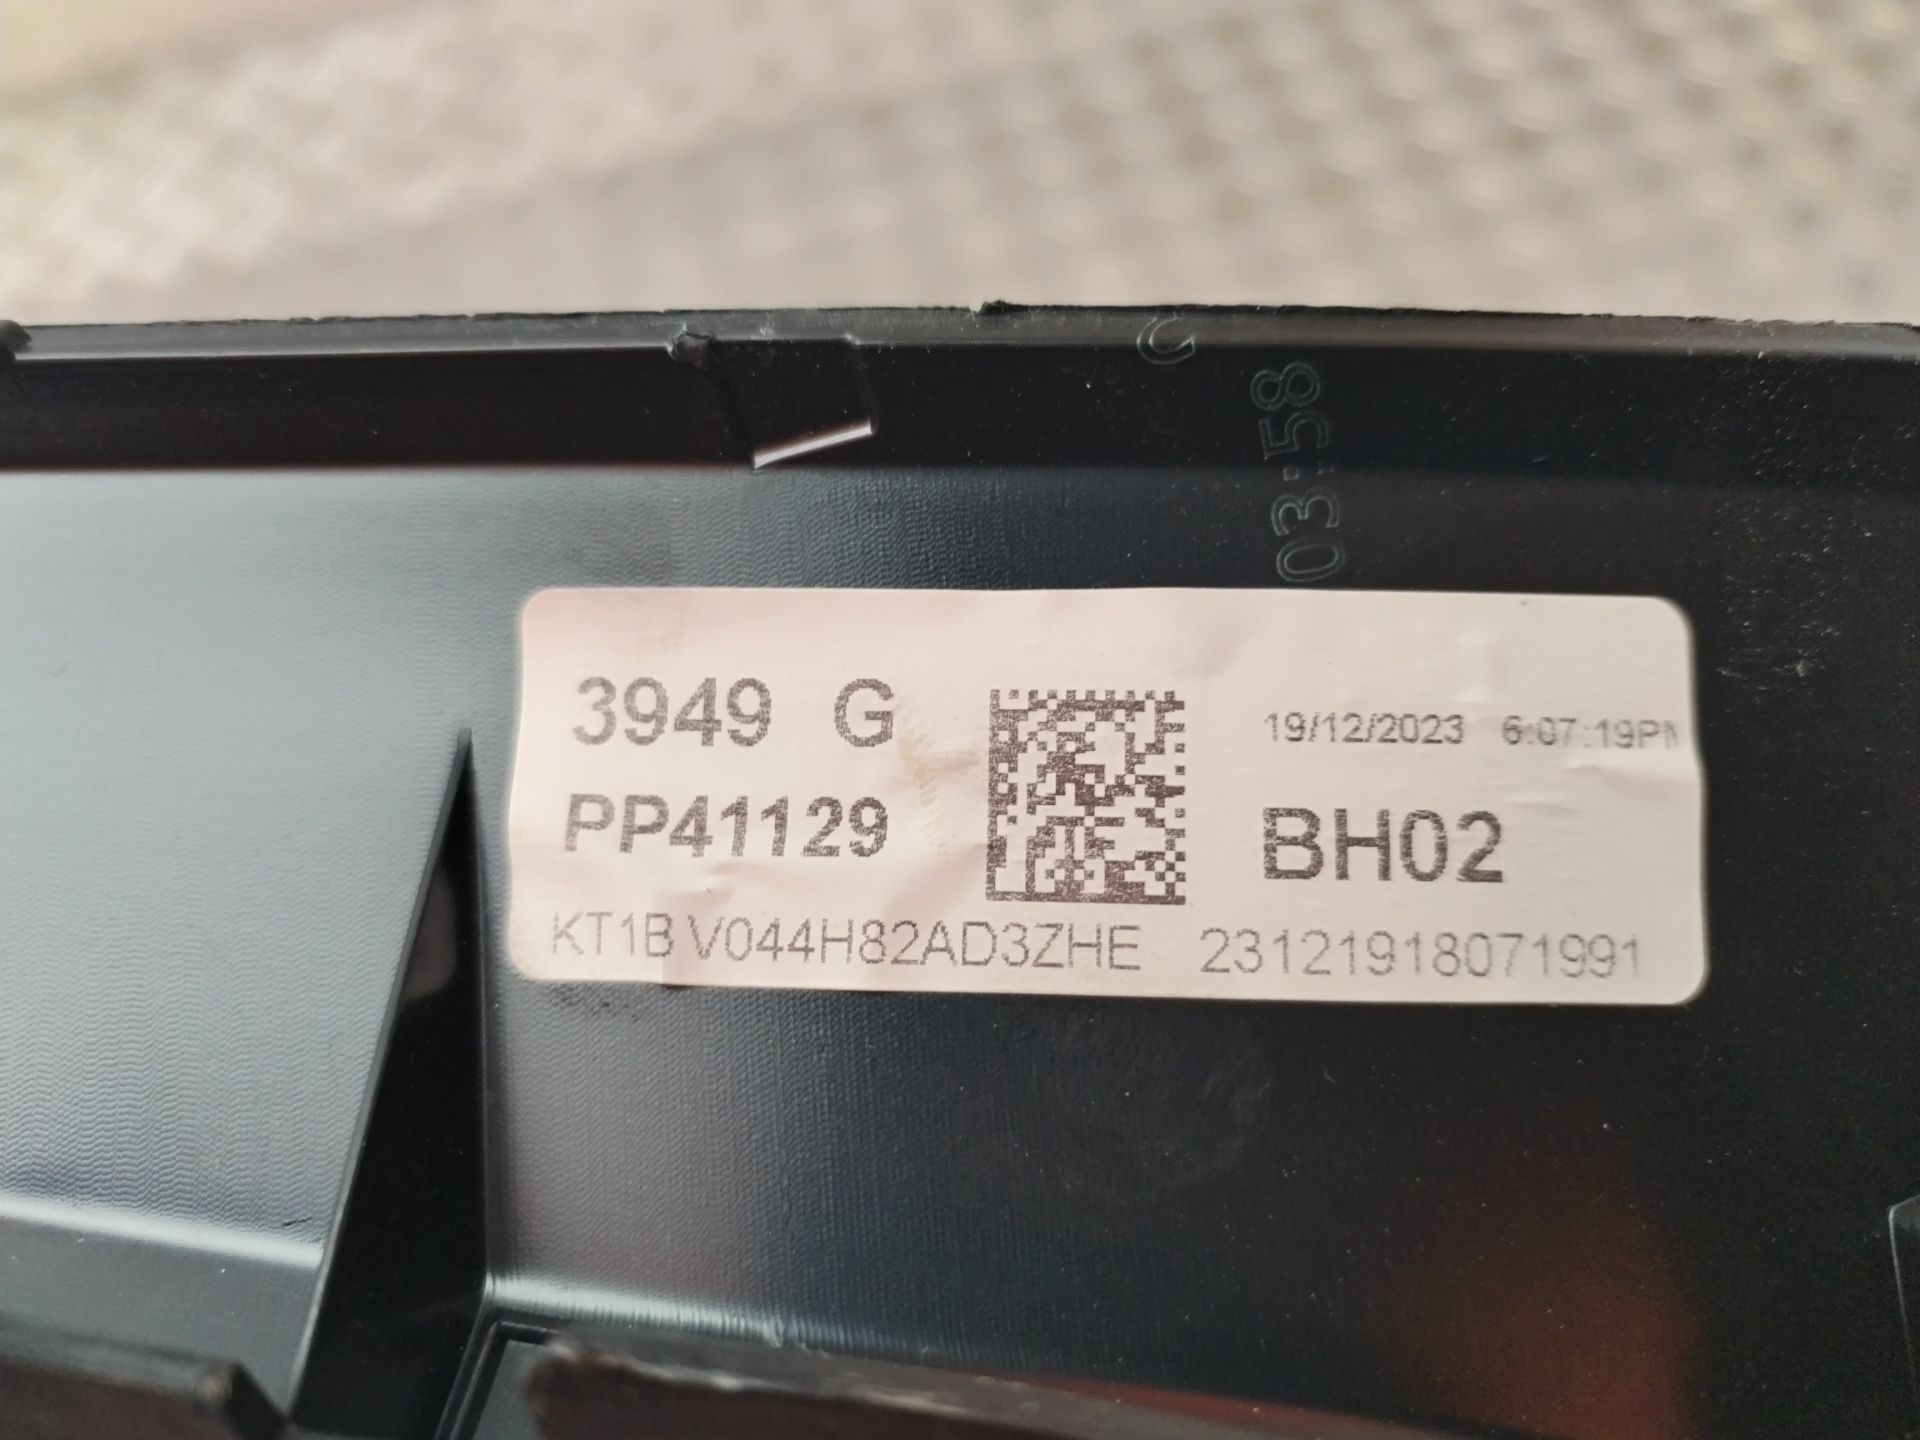 03:58
3949 G
19/12/2023 6:07:19PM
PP41129
BH02
KT1B V044H82AD3ZHE 23121918071991